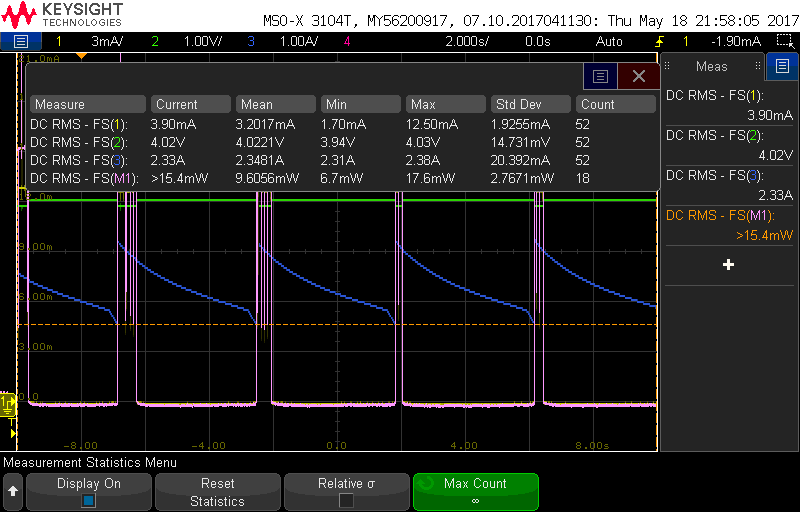 KEYSIGHT
TECHNOLOGIES
MSO-X 3104T, MY56200917, 07.10.2017041130: Thu May 18 21:58:05 2017
1 3mA/ 2 1.00V/ 3 1.00A/ 4 2.000s/ 0.0s Auto 1 -1.90mA
21.0mA
Meas
Measure Current Mean Min Max Std Dev Count
DC RMS - FS(1): 3.90mA 3.2017mA 1.70mA 12.50mA 1.9255mA 52
DC RMS - FS(2): 4.02V 4.0221V 3.94V 4.03V 14.731mV 52
DC RMS - FS(3): 2.33A 2.3481A 2.31A 2.38A 20.392mA 52
DC RMS - FS(M1): >15.4mW 9.6056mW 6.7mW 17.6mW 2.7671mW 18
DC RMS - FS(1):
3.90mA
DC RMS - FS(2):
4.02V
DC RMS - FS(3):
2.33A
DC RMS - FS(M1):
>15.4mW
+
9.00m
6.00m
3.00m
0.0
-8.00 -4.00 0.0 4.00 8.00s
Measurement Statistics Menu
Display On
Reset
Statistics
Relative σ
Max Count
∞